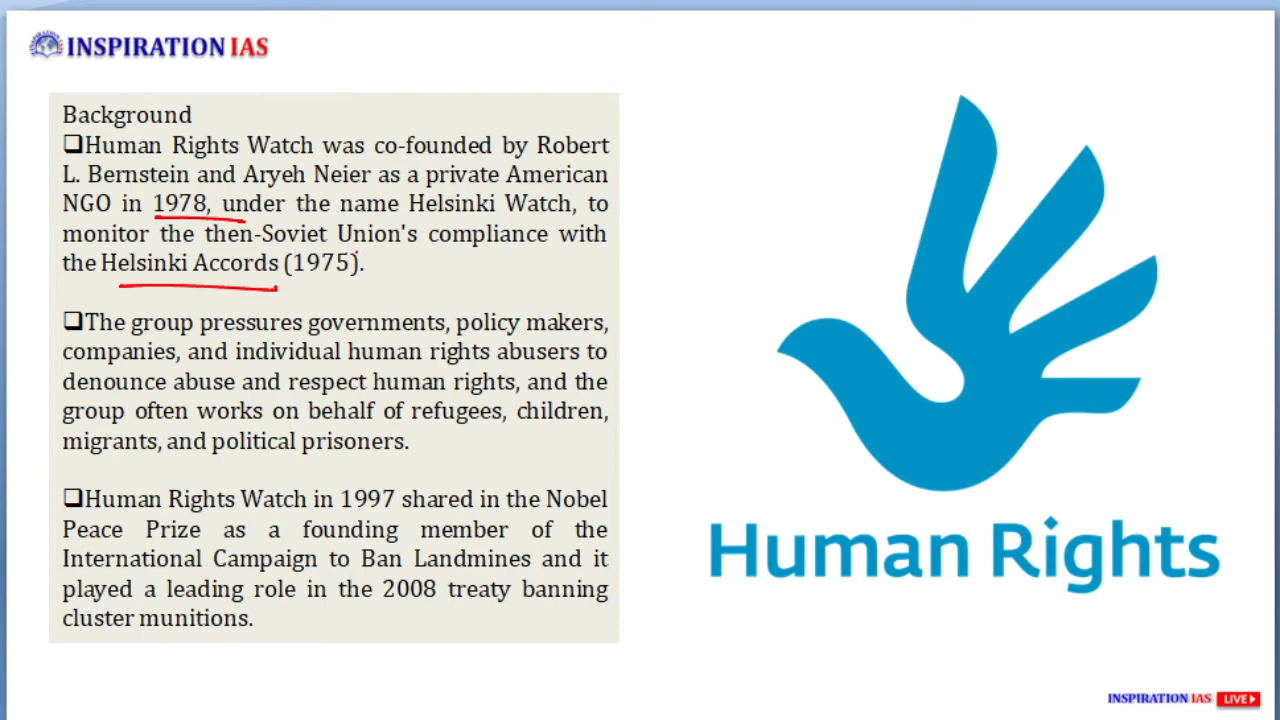 INSPIRATION IAS
Background
❑Human Rights Watch was co-founded by Robert
L. Bernstein and Aryeh Neier as a private American
NGO in 1978, under the name Helsinki Watch, to
monitor the then-Soviet Union's compliance with
the Helsinki Accords (1975).
❑The group pressures governments, policy makers,
companies, and individual human rights abusers to
denounce abuse and respect human rights, and the
group often works on behalf of refugees, children,
migrants, and political prisoners.
❑Human Rights Watch in 1997 shared in the Nobel
Peace Prize as a founding member of the
International Campaign to Ban Landmines and it
played a leading role in the 2008 treaty banning
cluster munitions.
Human Rights
INSPIRATION IAS LIVE